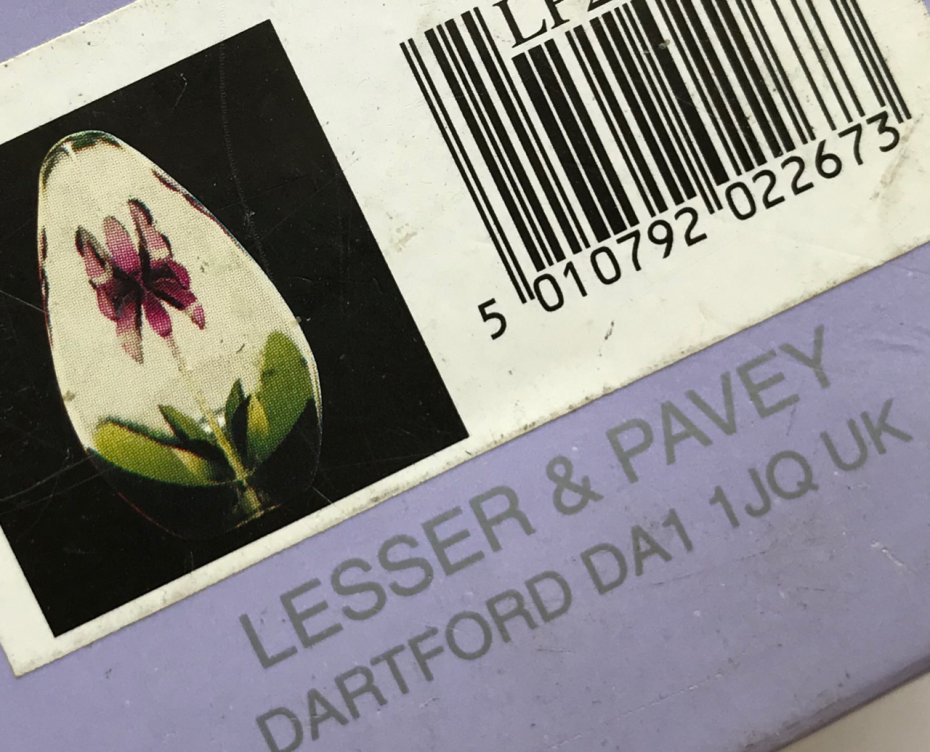 5 010792 022673
LESSER & PAVEY
DARTFORD DA1 1JQ UK